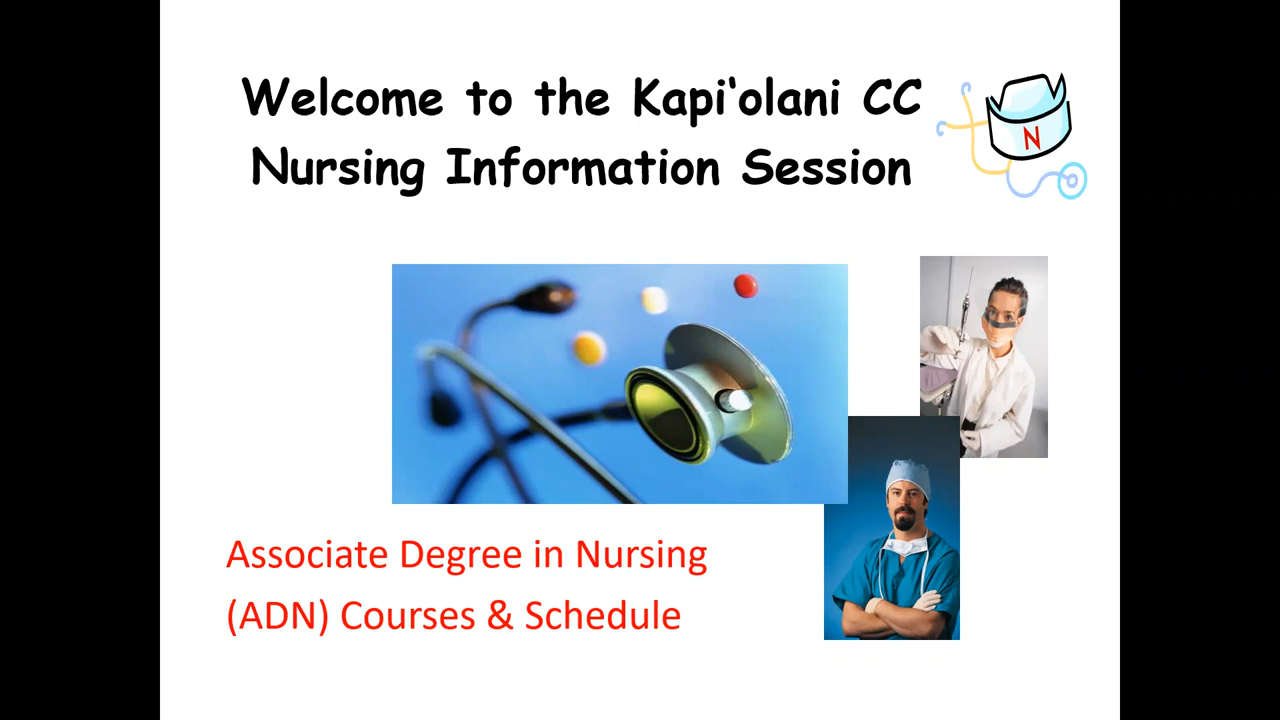 Welcome to the Kapi‘olani CC
Nursing Information Session
N
Associate Degree in Nursing
(ADN) Courses & Schedule